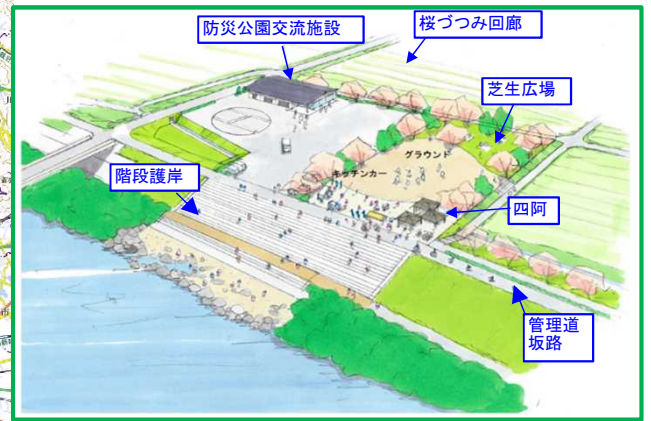 防災公園交流施設
桜づつみ回廊
芝生広場
グラウンド
キッチンカー
階段護岸
四阿
管理道
坂路